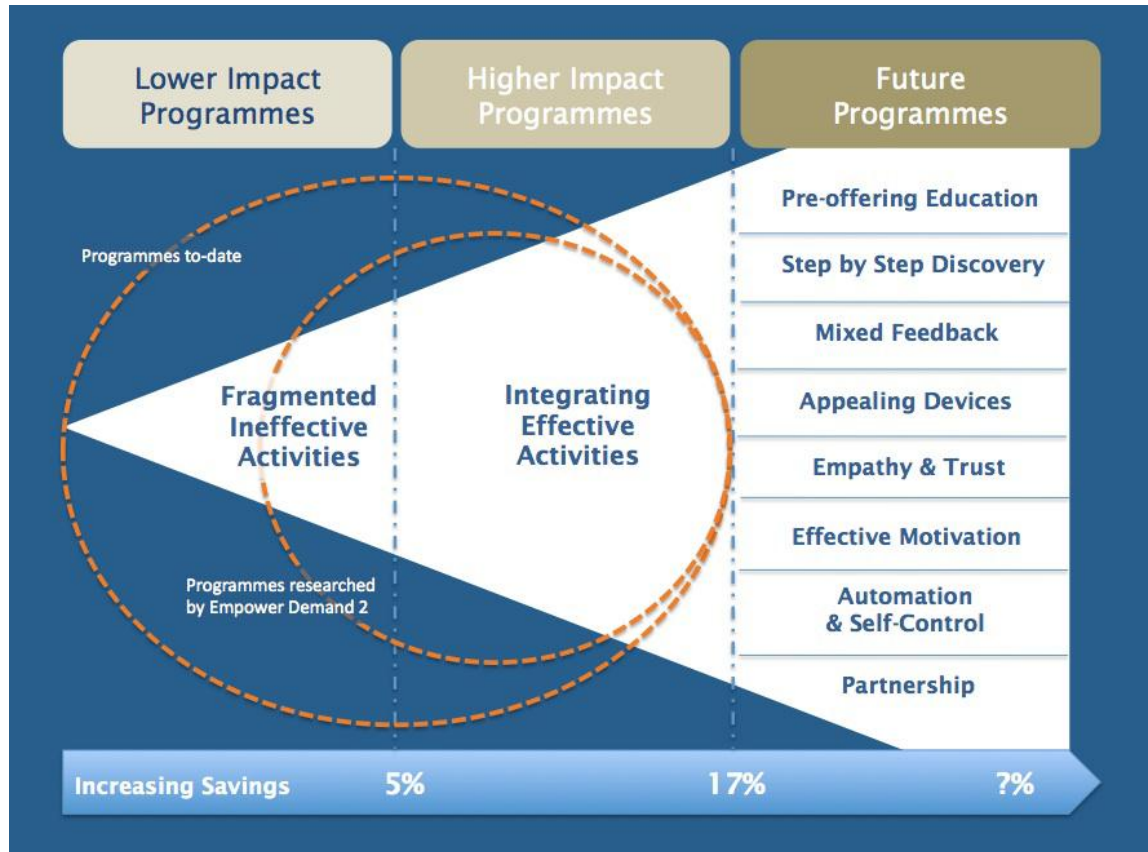 Lower Impact
Programmes
Higher Impact
Programmes
Future
Programmes
Programmes to-date
Fragmented
Ineffective
Activities
Integrating
Effective
Activities
Programmes researched
by Empower Demand 2
Pre-offering Education
Step by Step Discovery
Mixed Feedback
Appealing Devices
Empathy & Trust
Effective Motivation
Automation
& Self-Control
Partnership
Increasing Savings 5% 17% ?%